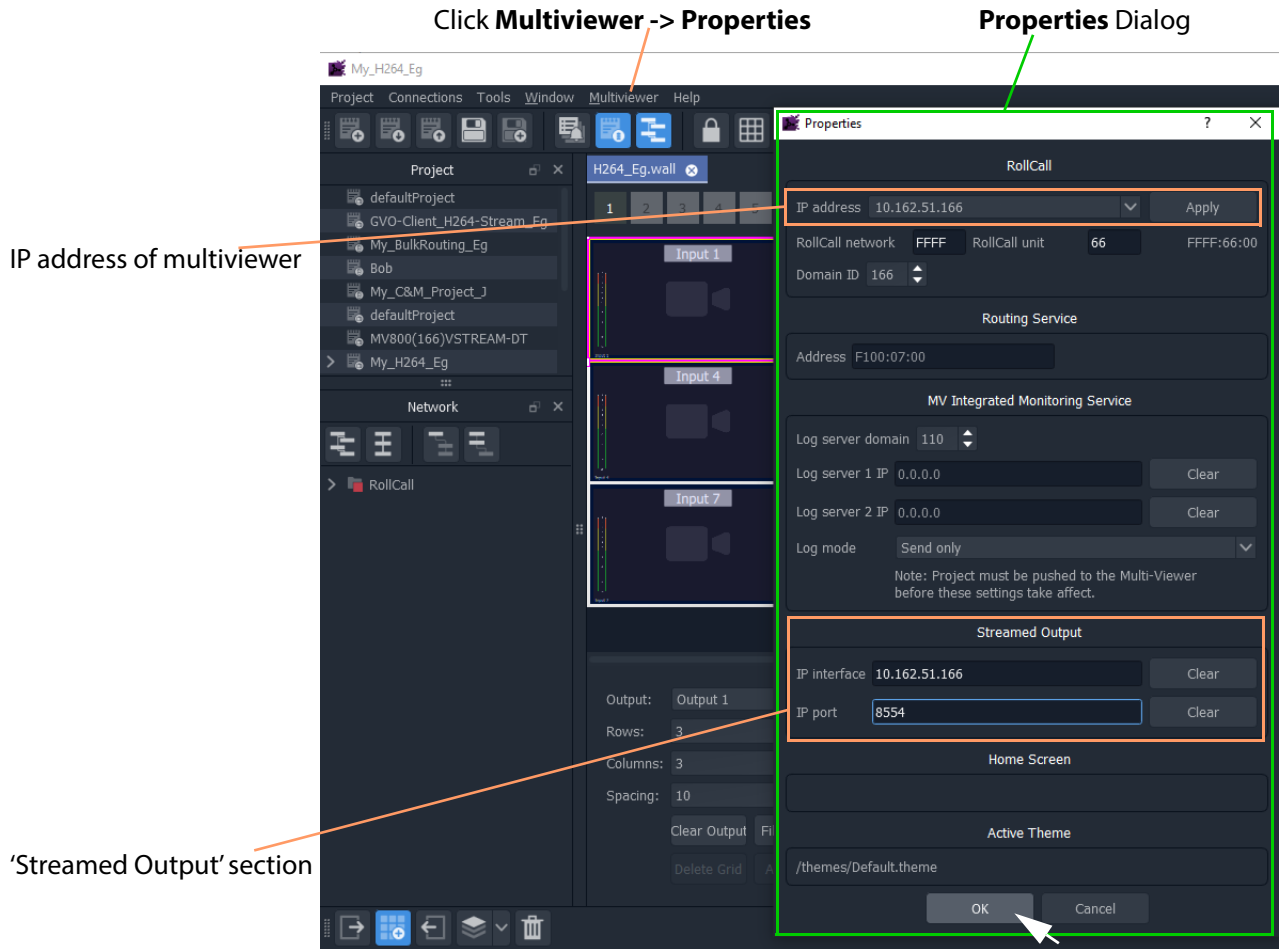 Click Multiviewer -> Properties
Properties Dialog
My_H264_Eg
Project Connections Tools Window Multiviewer Help
Properties
?
Project
H264_Eg.wall
defaultProject
GVO-Client_H264-Stream_Eg
My_BulkRouting_Eg
Bob
My_C&M_Project_J
defaultProject
MV800(166)VSTREAM-DT
My_H264_Eg
IP address of multiviewer
Network
RollCall
1 2 3 4 5
Input 1
Input 4
Input 7
Output: Output 1
Rows: 3
Columns: 3
Spacing: 10
Clear Output Fil
Delete Grid A
RollCall
IP address 10.162.51.166 Apply
RollCall network FFFF RollCall unit 66 FFFF:66:00
Domain ID 166
Routing Service
Address F100:07:00
MV Integrated Monitoring Service
Log server domain 110
Log server 1 IP 0.0.0.0 Clear
Log server 2 IP 0.0.0.0 Clear
Log mode Send only
Note: Project must be pushed to the Multi-Viewer
before these settings take affect.
Streamed Output
IP interface 10.162.51.166 Clear
IP port 8554 Clear
Home Screen
Active Theme
/themes/Default.theme
OK Cancel
‘Streamed Output’ section